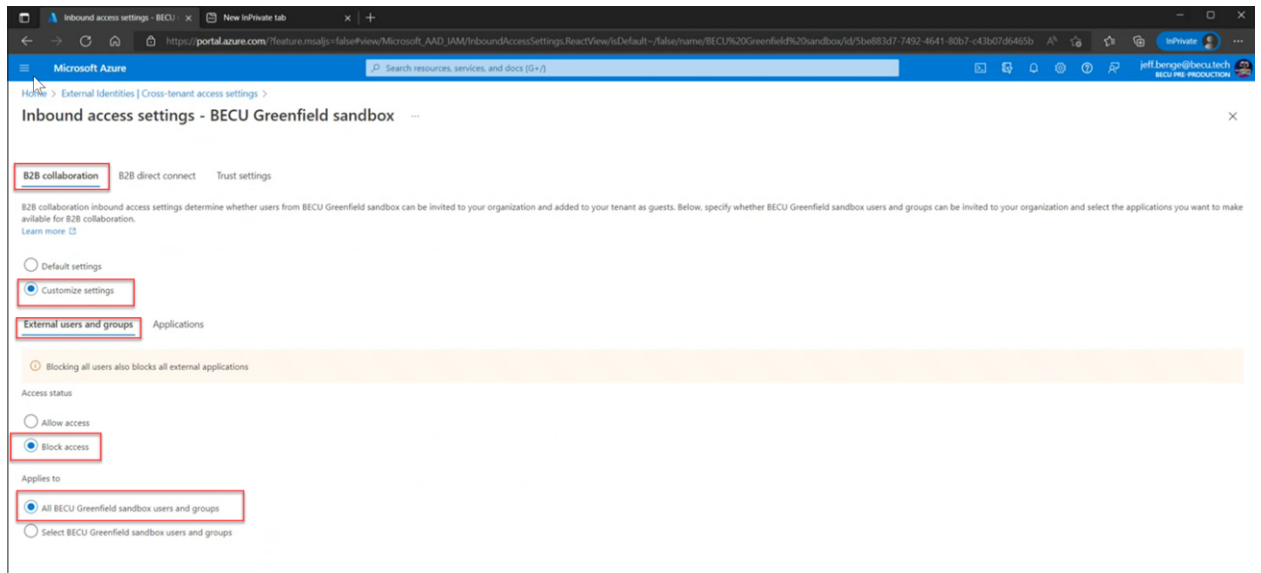 Inbound access settings - BECU
New InPrivate tab
https://portal.azure.com/?feature.msaljs=false#view/Microsoft_AAD_IAM/InboundAccessSettings.ReactView/isDefault~/false/name/BECU%20Greenfield%20sandbox/id/5be883d7-7492-4641-80b7-c43b07d6465b
InPrivate
Microsoft Azure
Search resources, services, and docs (G+/)
jeff.benge@becu.tech
BECU PRE-PRODUCTION
Home > External Identities | Cross-tenant access settings >
Inbound access settings - BECU Greenfield sandbox ...
B2B collaboration B2B direct connect Trust settings
B2B collaboration inbound access settings determine whether users from BECU Greenfield sandbox can be invited to your organization and added to your tenant as guests. Below, specify whether BECU Greenfield sandbox users and groups can be invited to your organization and select the applications you want to make
avilable for B2B collaboration.
Learn more
Default settings
Customize settings
External users and groups Applications
Blocking all users also blocks all external applications
Access status
Allow access
Block access
Applies to
All BECU Greenfield sandbox users and groups
Select BECU Greenfield sandbox users and groups